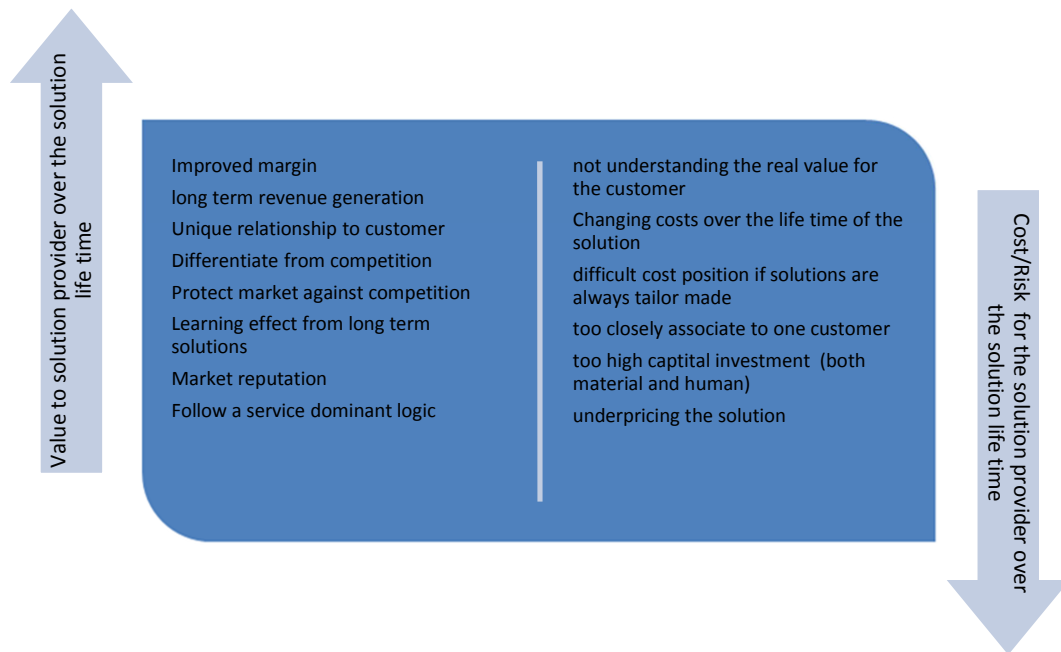 Value to solution provider over the solution
life time
Improved margin
long term revenue generation
Unique relationship to customer
Differentiate from competition
Protect market against competition
Learning effect from long term
solutions
Market reputation
Follow a service dominant logic
not understanding the real value for
the customer
Changing costs over the life time of the
solution
difficult cost position if solutions are
always tailor made
too closely associate to one customer
too high captital investment (both
material and human)
underpricing the solution
Cost/Risk for the solution provider over
the solution life time